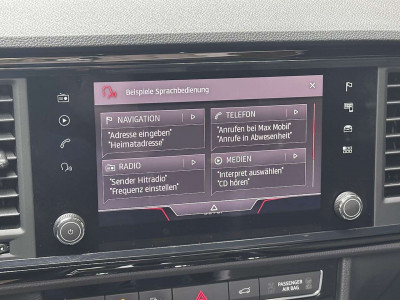 Beispiele Sprachbedienung
NAVIGATION
"Adresse eingeben"
"Heimatadresse"
TELEFON
"Anrufen bei Max Mobil"
"Anrufe in Abwesenheit"
RADIO
"Sender Hitradio"
"Frequenz einstellen"
MEDIEN
"Interpret auswählen"
"CD hören"
PASSENGER
AIR BAG